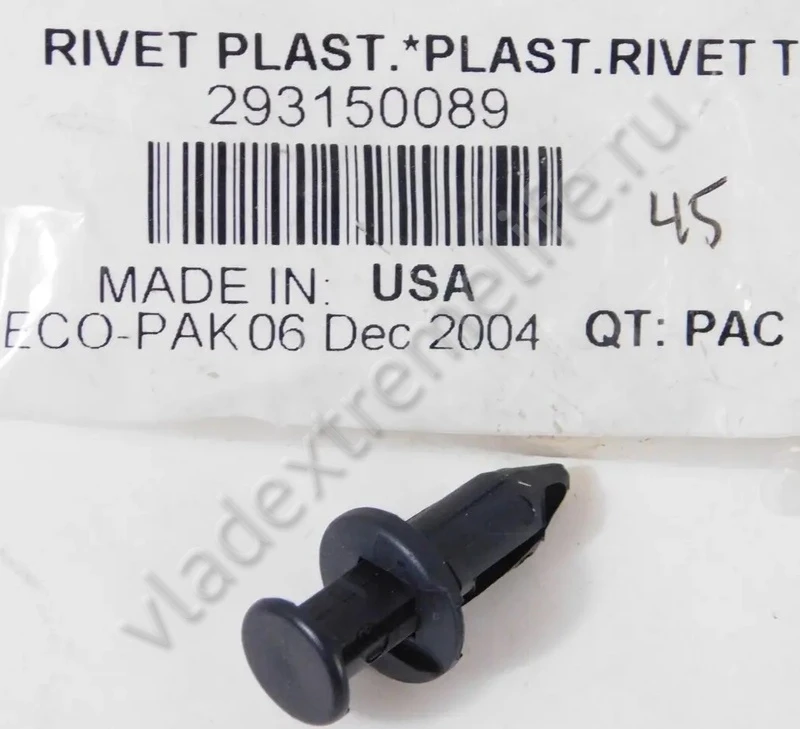 RIVET PLAST.*PLAST.RIVET T
293150089
45
MADE IN: USA
ECO-PAK 06 Dec 2004 QT: PAC
vladextremelife.ru